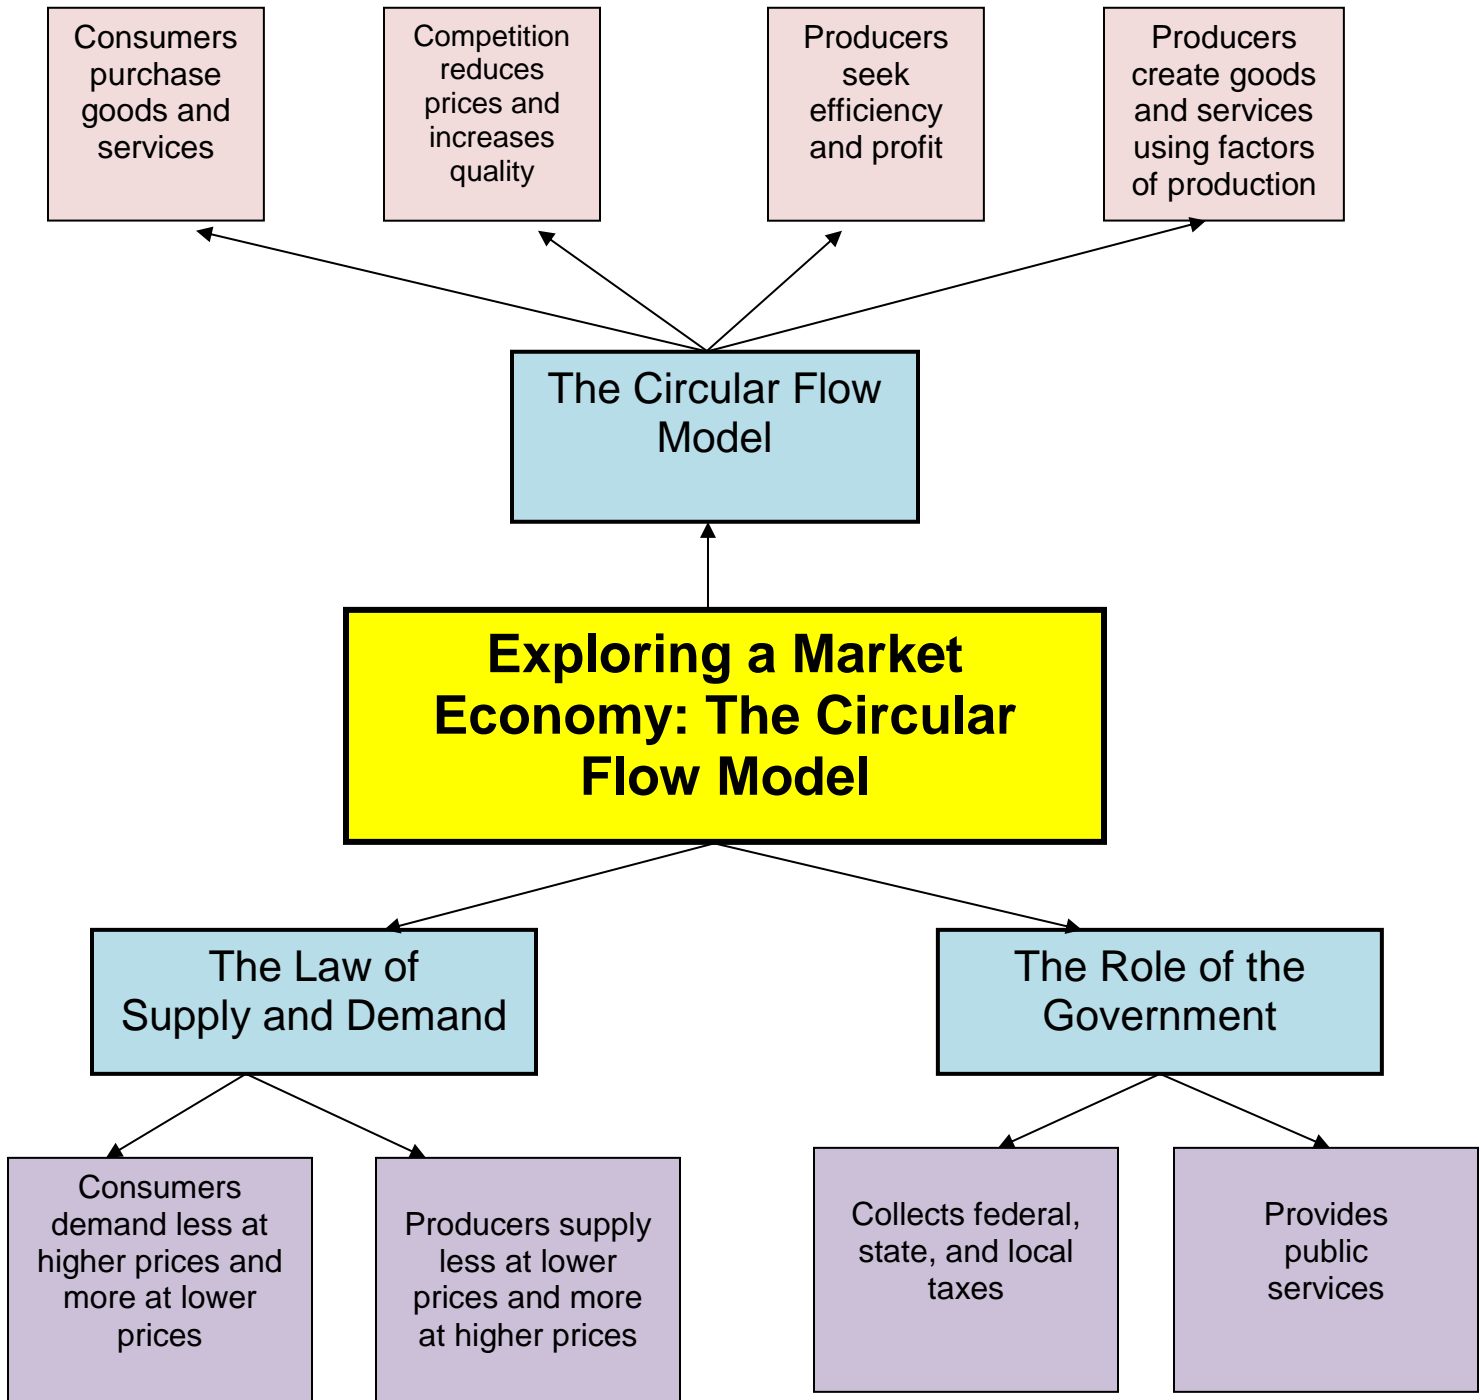 Consumers
purchase
goods and
services
Competition
reduces
prices and
increases
quality
Producers
seek
efficiency
and profit
Producers
create goods
and services
using factors
of production
The Circular Flow
Model
Exploring a Market
Economy: The Circular
Flow Model
The Law of
Supply and Demand
The Role of the
Government
Consumers
demand less at
higher prices and
more at lower
prices
Producers supply
less at lower
prices and more
at higher prices
Collects federal,
state, and local
taxes
Provides
public
services